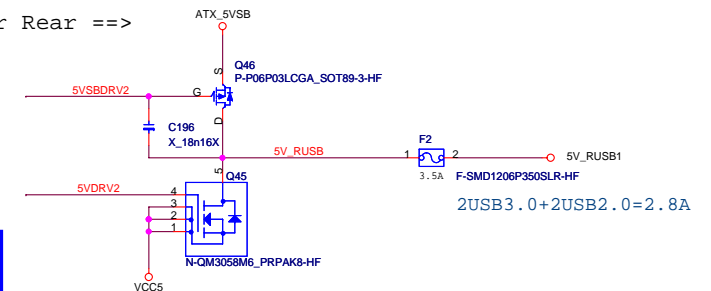 r Rear ==>
ATX_5VSB
S
Q46
P-P06P03LCGA_SOT89-3-HF
5VSBDRV2
G
D
C196
X_18n16X
5V_RUSB
F2
1
2
5V_RUSB1
3.5A
F-SMD1206P350SLR-HF
2USB3.0+2USB2.0=2.8A
5
Q45
5VDRV2
4
3
2
1
N-QM3058M6_PRPAK8-HF
VCC5